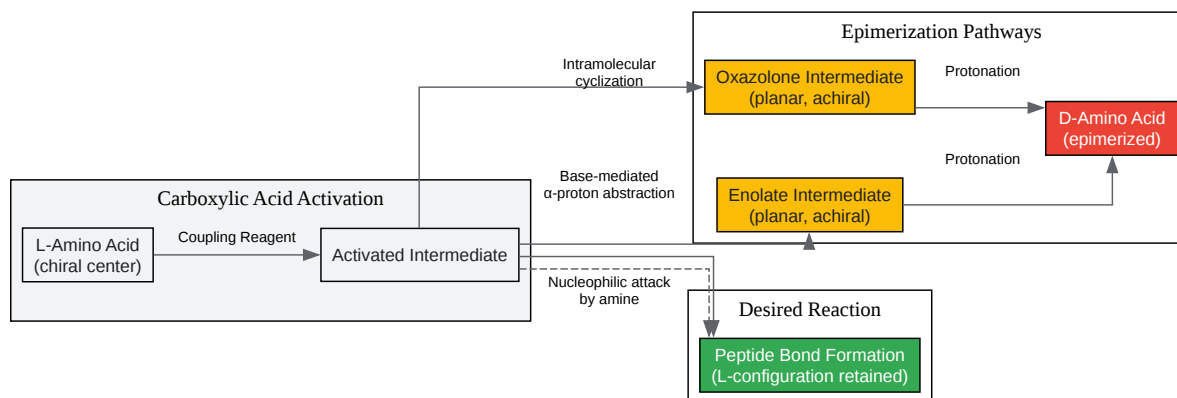 Epimerization Pathways
Intramolecular
cyclization
Oxazolone Intermediate
(planar, achiral)
Protonation
D-Amino Acid
(epimerized)
Protonation
Base-mediated
α-proton abstraction
Enolate Intermediate
(planar, achiral)
Carboxylic Acid Activation
L-Amino Acid
(chiral center)
Coupling Reagent
Activated Intermediate
Nucleophilic attack
by amine
Desired Reaction
Peptide Bond Formation
(L-configuration retained)